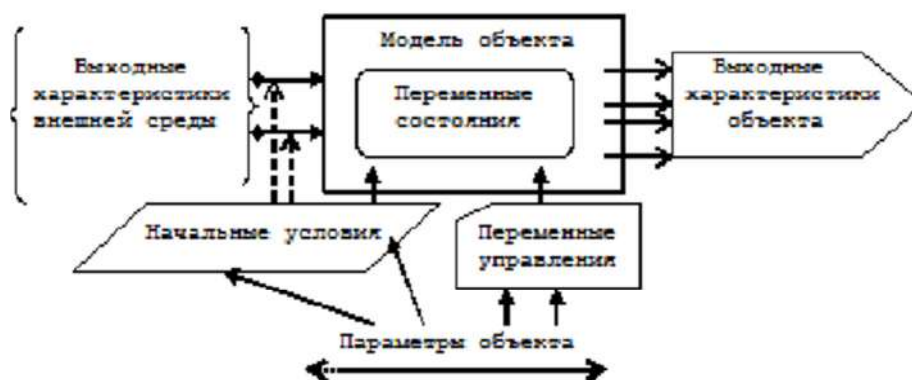 Модель объекта
Выходные
характеристики
внешней среды
Переменные
состояния
Выходные
характеристики
объекта
Начальные условия
Переменные
управления
Параметры объекта